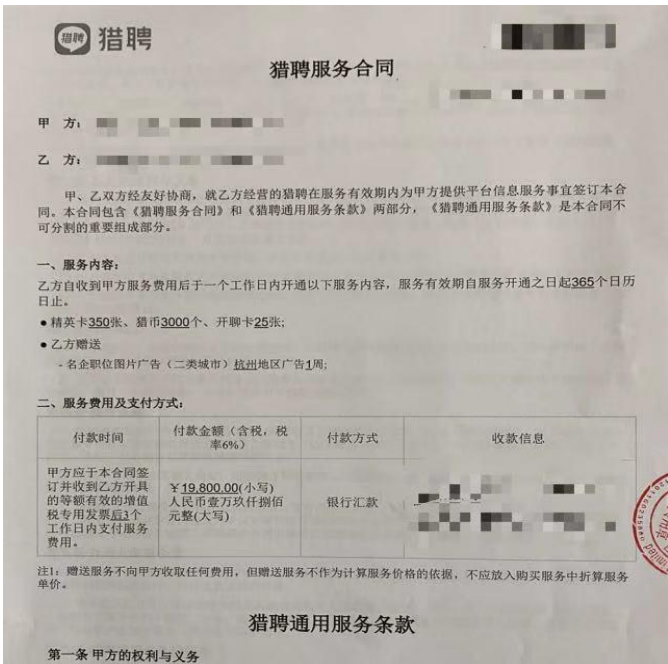 猎聘 猎聘
猎聘服务合同
甲 方：
乙 方：
甲、乙双方经友好协商，就乙方经营的猎聘在服务有效期内为甲方提供平台信息服务事宜签订本合
同。本合同包含《猎聘服务合同》和《猎聘通用服务条款》两部分，《猎聘通用服务条款》是本合同不
可分割的重要组成部分。
一、服务内容：
乙方自收到甲方服务费用后于一个工作日内开通以下服务内容，服务有效期自服务开通之日起365个日历
日止。
●精英卡350张、猎币3000个、开聊卡25张;
●乙方赠送
- 名企职位图片广告（二类城市）杭州地区广告1周;
二、服务费用及支付方式：
付款时间 付款金额（含税，税 付款方式 收款信息
率6%）
甲方应于本合同签
订并收到乙方开具
的等额有效的增值
税专用发票后3个
工作日内支付服务
费用。
￥19,800.00(小写)
人民币壹万玖仟捌佰
元整(大写)
银行汇款
注1：赠送服务不向甲方收取任何费用，但赠送服务不作为计算服务价格的依据，不应放入购买服务中折算服务
单价。
猎聘通用服务条款
第一条 甲方的权利与义务